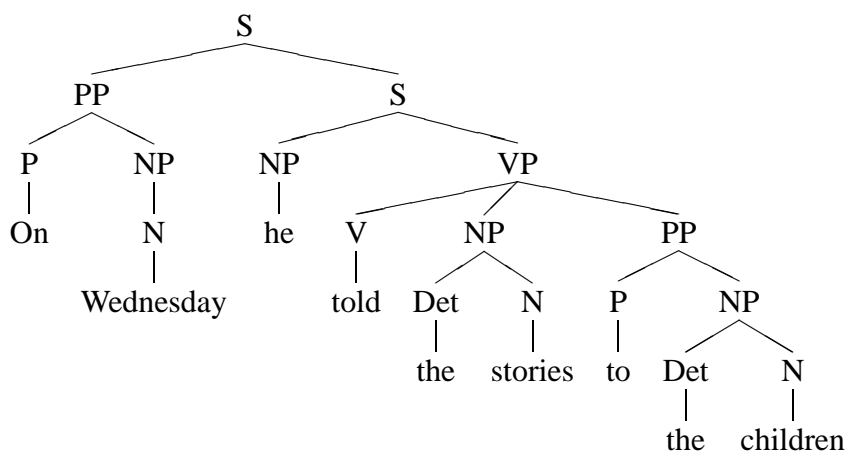 S
PP S
P NP NP VP
On N he V NP PP
Wednesday told Det N P NP
the stories to Det N
the children